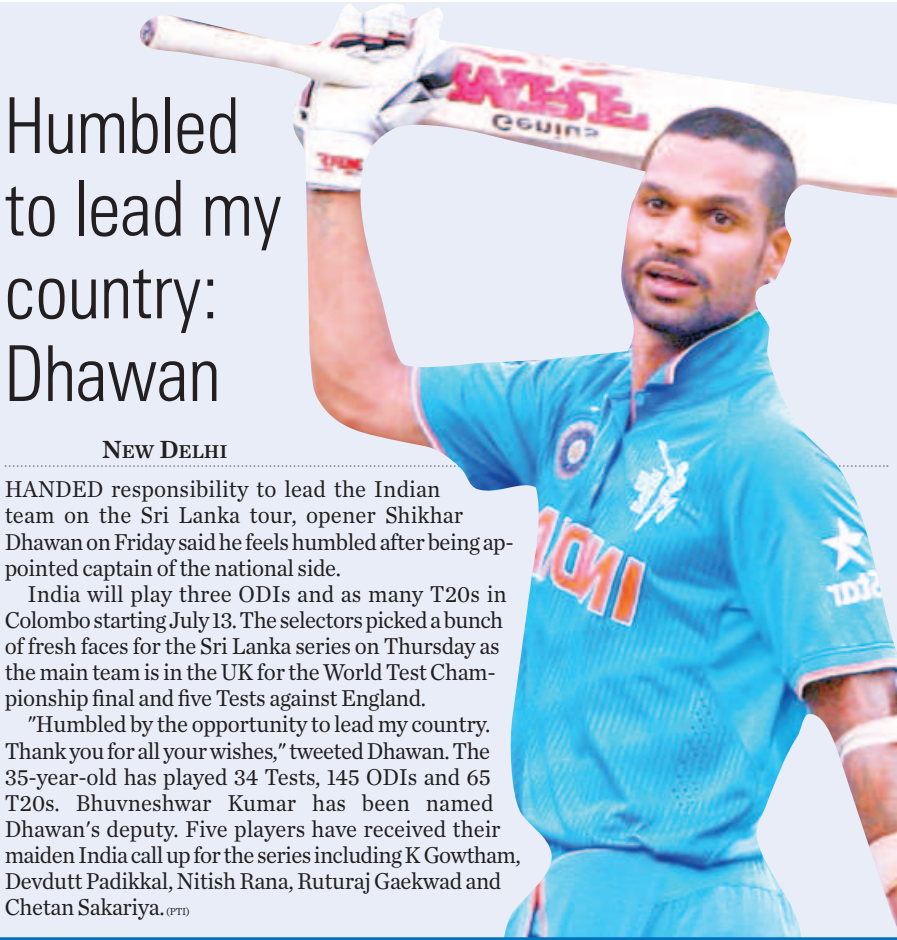 Humbled
to lead my
country:
Dhawan
NEW DELHI
HANDED responsibility to lead the Indian
team on the Sri Lanka tour, opener Shikhar
Dhawan on Friday said he feels humbled after being ap-
pointed captain of the national side.
India will play three ODIs and as many T20s in
Colombo starting July 13. The selectors picked a bunch
of fresh faces for the Sri Lanka series on Thursday as
the main team is in the UK for the World Test Cham-
pionship final and five Tests against England.
"Humbled by the opportunity to lead my country.
Thank you for all your wishes," tweeted Dhawan. The
35-year-old has played 34 Tests, 145 ODIs and 65
T20s. Bhuvneshwar Kumar has been named
Dhawan's deputy. Five players have received their
maiden India call up for the series including K Gowtham,
Devdutt Padikkal, Nitish Rana, Ruturaj Gaekwad and
Chetan Sakariya. (PTI)